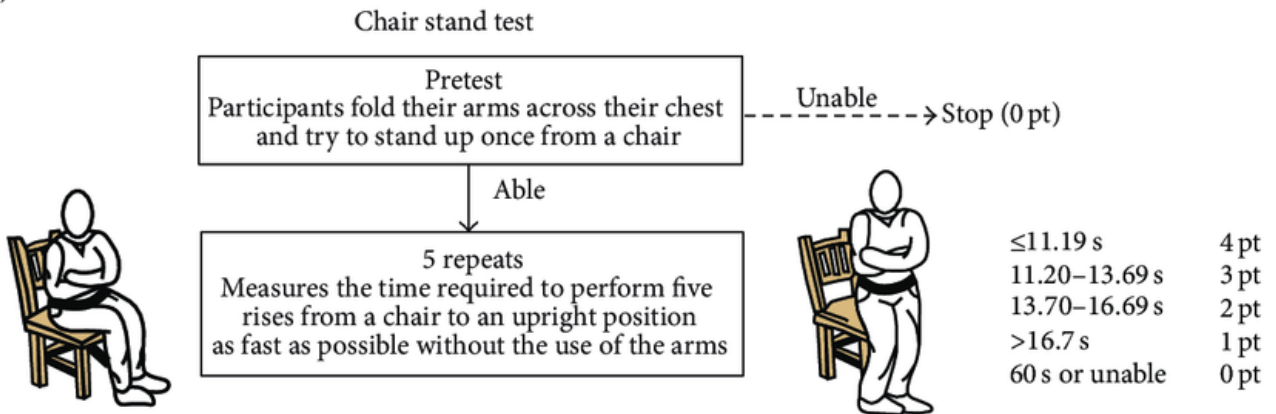 Chair stand test
Pretest
Participants fold their arms across their chest
and try to stand up once from a chair
Unable
Stop (0 pt)
Able
5 repeats
Measures the time required to perform five
rises from a chair to an upright position
as fast as possible without the use of the arms
≤11.19 s 4 pt
11.20–13.69 s 3 pt
13.70–16.69 s 2 pt
>16.7 s 1 pt
60 s or unable 0 pt